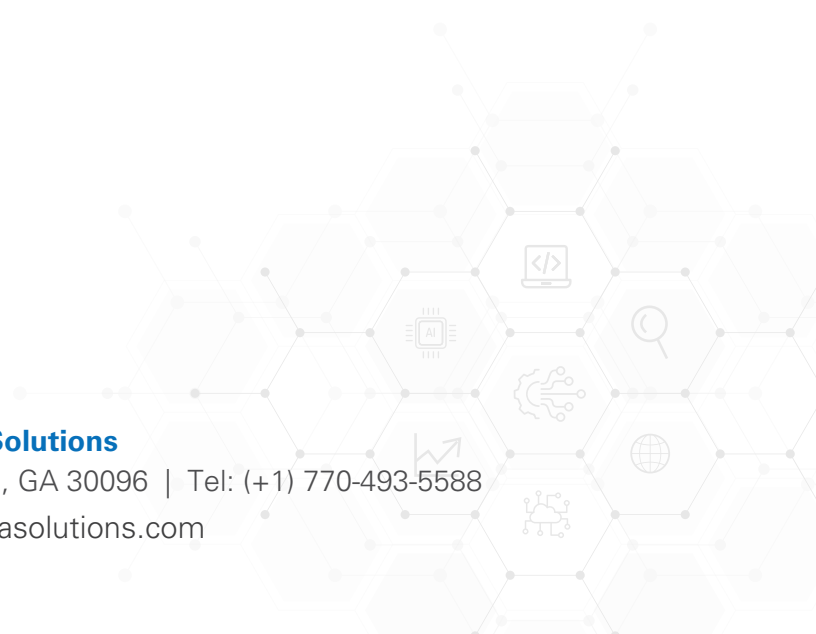 </>
AI
Solutions
, GA 30096 | Tel: (+1) 770-493-5588
asolutions.com